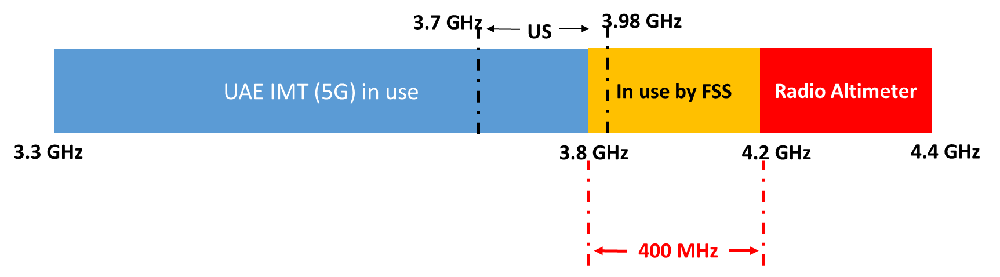 3.7 GHz
US
3.98 GHz
UAE IMT (5G) in use
In use by FSS
Radio Altimeter
3.3 GHz
3.8 GHz
4.2 GHz
4.4 GHz
400 MHz